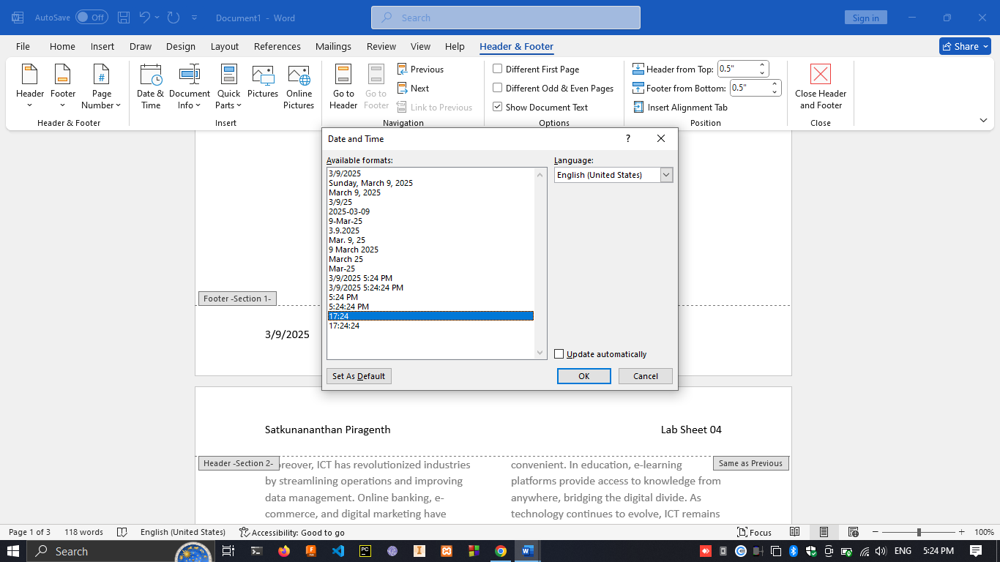 AutoSave Off Document1 - Word Search Sign in
File Home Insert Draw Design Layout References Mailings Review View Help Header & Footer Share
Header Footer Page Number
Header & Footer
Date & Time Document Info Quick Parts Pictures Online Pictures
Insert
Go to Header Go to Footer Previous
Next
Link to Previous
Navigation
Different First Page
Different Odd & Even Pages
Show Document Text
Options
Header from Top: 0.5"
Footer from Bottom: 0.5"
Insert Alignment Tab
Position
Close Header and Footer
Close
Date and Time ?
Available formats:
3/9/2025
Sunday, March 9, 2025
March 9, 2025
3/9/25
2025-03-09
9-Mar-25
3.9.2025
Mar. 9, 25
9 March 2025
March 25
Mar-25
3/9/2025 5:24 PM
3/9/2025 5:24:24 PM
5:24 PM
5:24:24 PM
17:24
17:24:24
Language:
English (United States)
Update automatically
Set As Default OK Cancel
Footer -Section 1-
3/9/2025
Satkunananthan Piragenth Lab Sheet 04
Header -Section 2- Same as Previous
reover, ICT has revolutionized industries
by streamlining operations and improving
data management. Online banking, e-
commerce, and digital marketing have
convenient. In education, e-learning
platforms provide access to knowledge from
anywhere, bridging the digital divide. As
technology continues to evolve, ICT remains
Page 1 of 3 118 words English (United States) Accessibility: Good to go Focus 100%
Search ENG 5:24 PM